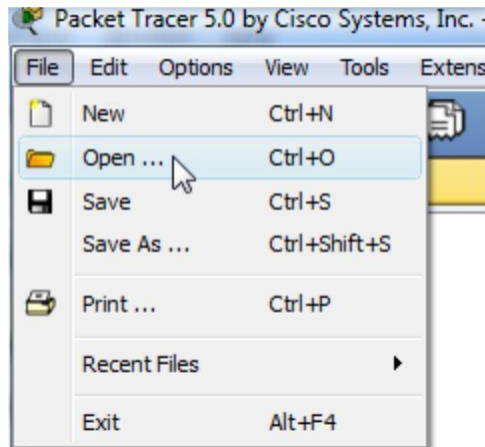 Packet Tracer 5.0 by Cisco Systems, Inc. -
File Edit Options View Tools Extens
New Ctrl+N
Open ... Ctrl+O
Save Ctrl+S
Save As ... Ctrl+Shift+S
Print ... Ctrl+P
Recent Files
Exit Alt+F4